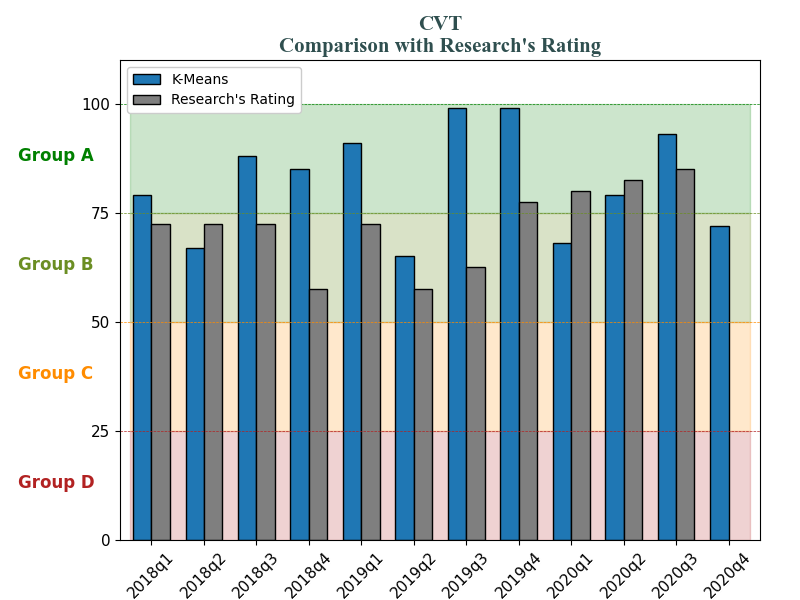 CVT
Comparison with Research's Rating
K-Means
Research's Rating
100
Group A
75
Group B
50
Group C
25
Group D
0
2018q1
2018q2
2018q3
2018q4
2019q1
2019q2
2019q3
2019q4
2020q1
2020q2
2020q3
2020q4